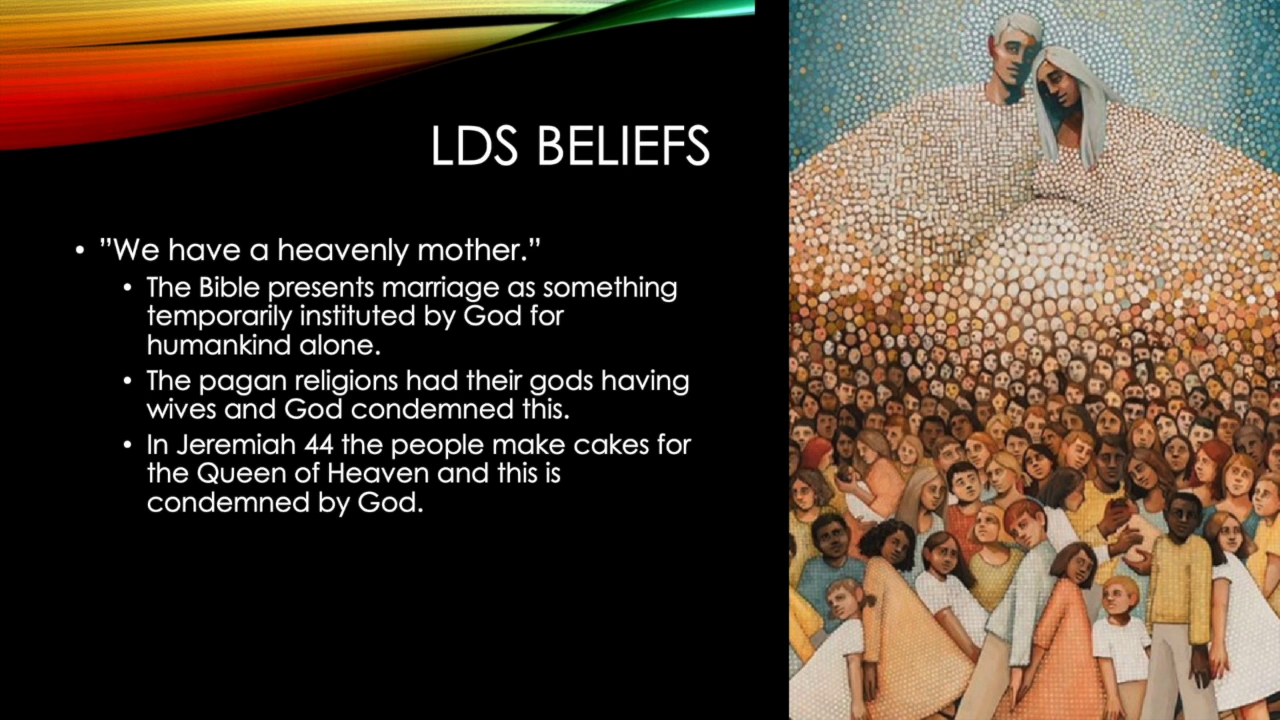 LDS BELIEFS
• ”We have a heavenly mother.”
• The Bible presents marriage as something
temporarily instituted by God for
humankind alone.
• The pagan religions had their gods having
wives and God condemned this.
• In Jeremiah 44 the people make cakes for
the Queen of Heaven and this is
condemned by God.